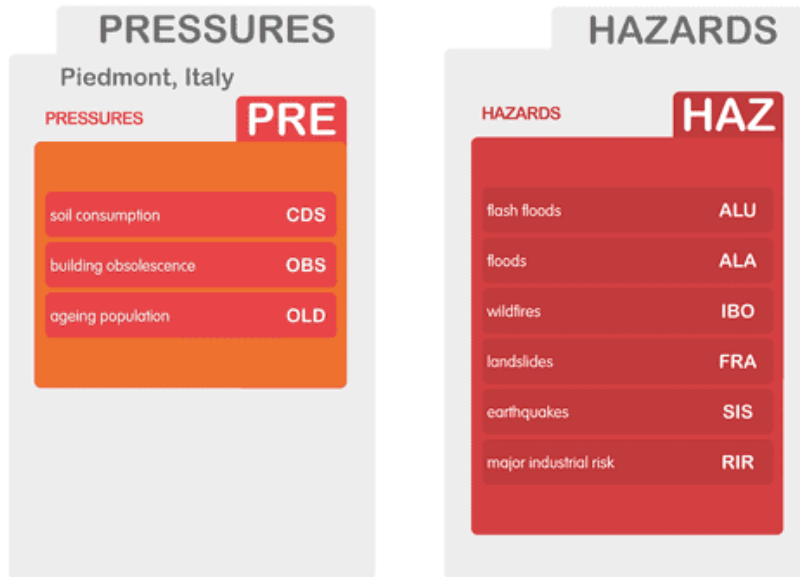 PRESSURES
Piedmont, Italy
PRESSURES PRE
soil consumption CDS
building obsolescence OBS
ageing population OLD
HAZARDS
HAZARDS HAZ
flash floods ALU
floods ALA
wildfires IBO
landslides FRA
earthquakes SIS
major industrial risk RIR